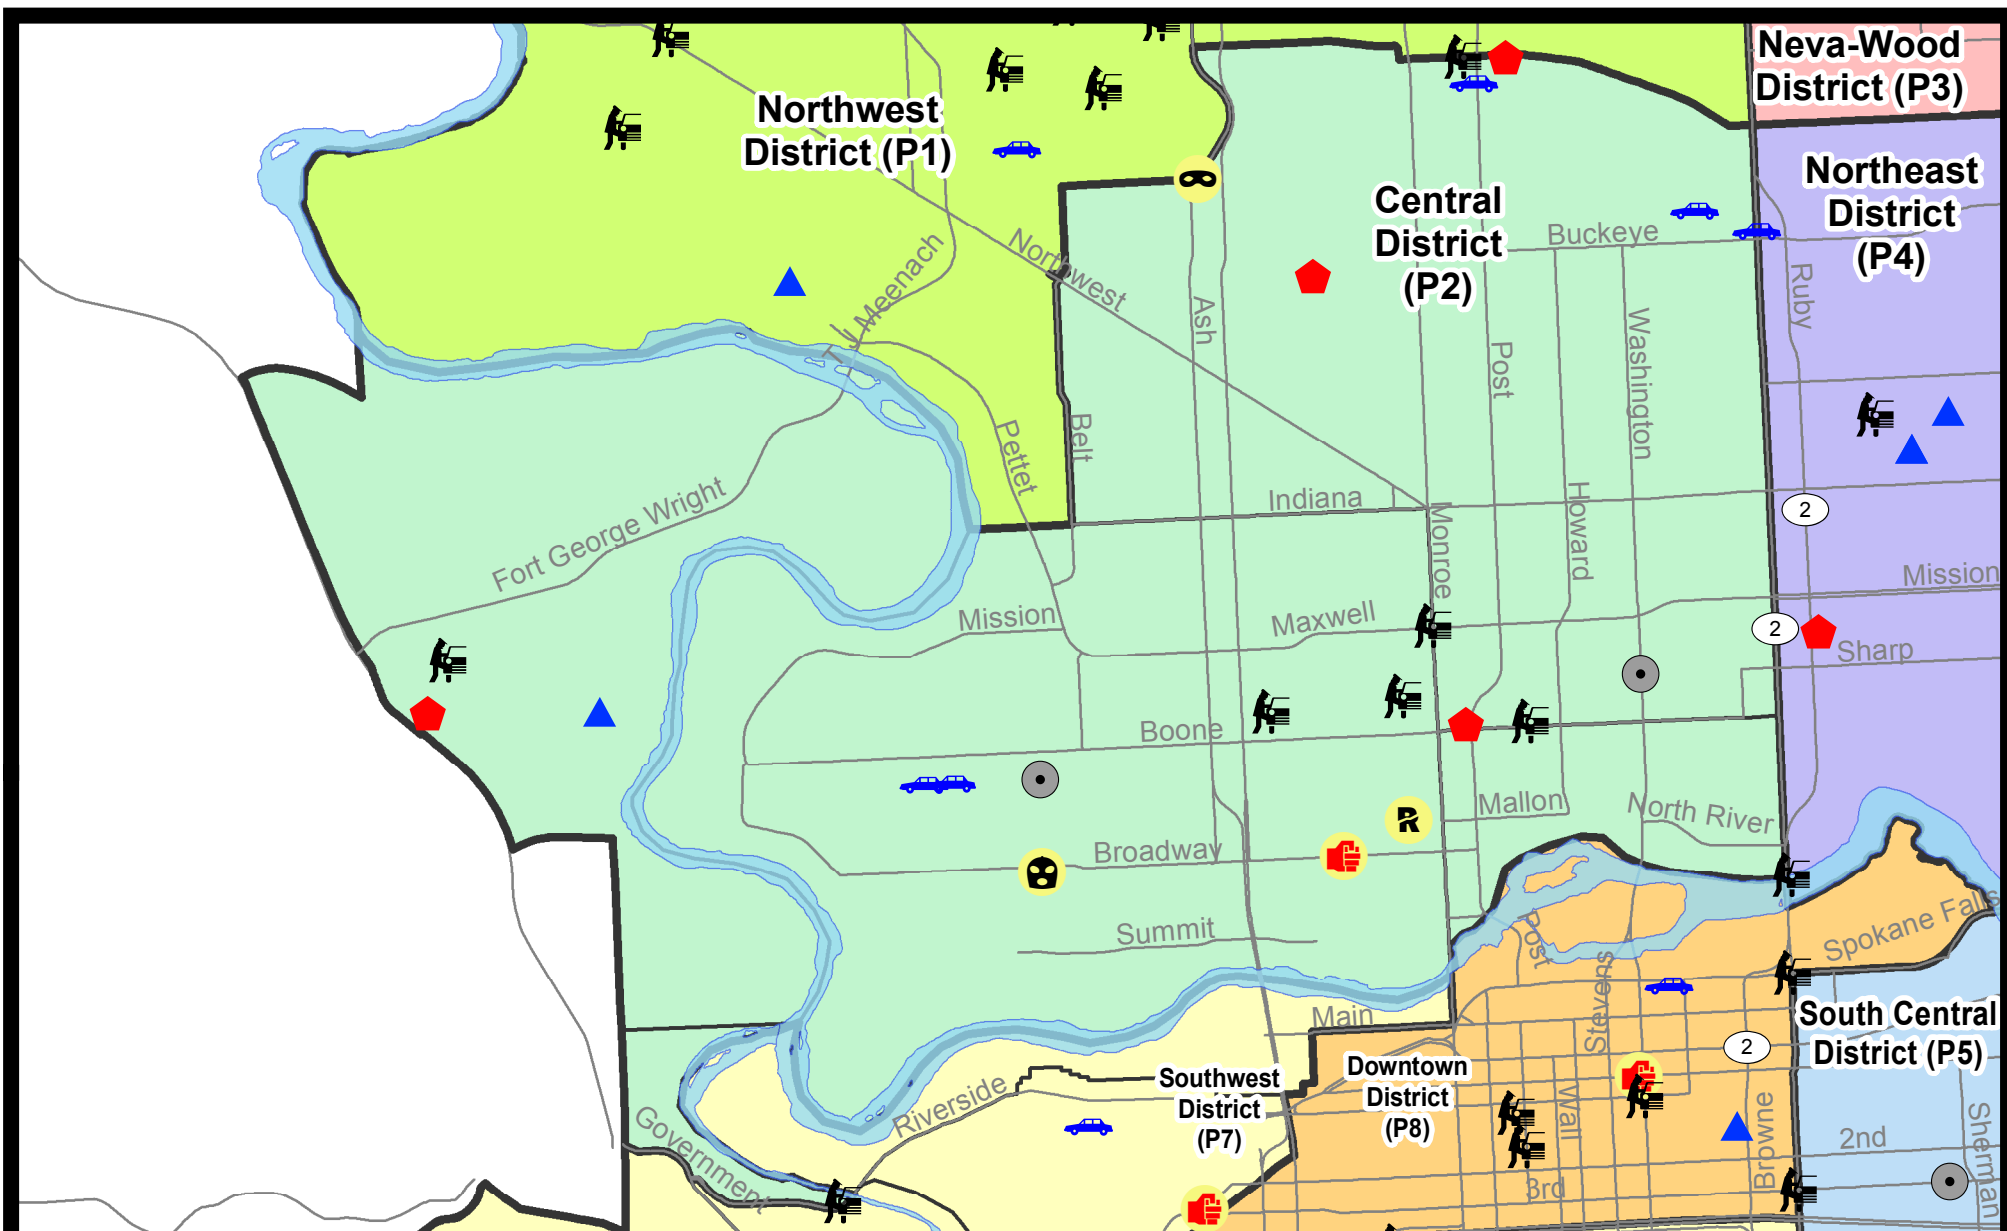 Neva-Wood
District (P3)
Northwest
District (P1)
Northeast
District
(P4)
Central
District
(P2)
Buckeye
T J Meenach
Northwest
Ash
Ruby
Post
Washington
Belt
Pettet
Indiana
Monroe
Howard
2
Fort George Wright
Mission
Mission
Maxwell
2
Sharp
Boone
Mallon
North River
R
Broadway
Summit
Post
Spokane Falls
Stevens
Main
South Central
District (P5)
2
Southwest
District
(P7)
Downtown
District
(P8)
Riverside
Government
Wall
Browne
2nd
Sherman
3rd